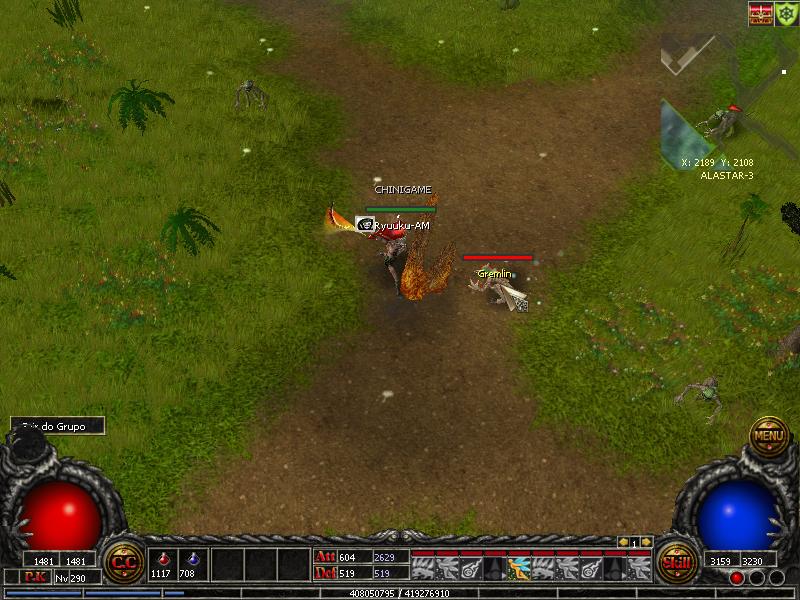 X: 2189 Y: 2108
ALASTAR-3
CHINIGAME
Ryuuku-AM
Gremlin
do Grupo
MENU
1
1481 1481
P.K Nv 290
CC
1117 708
Att 604 2629
Def 519 519
Skill
3159 3230
408050795 / 419276910